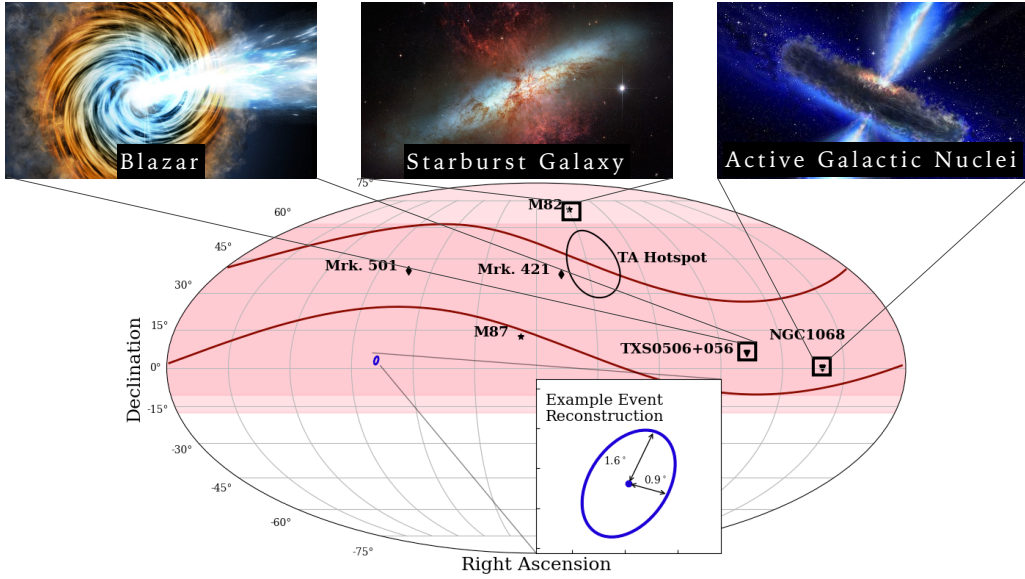 Blazar
Starburst Galaxy
Active Galactic Nuclei
75°
60°
M82
45°
TA Hotspot
Mrk. 501
Mrk. 421
30°
15°
M87
NGC1068
TXS0506+056
0°
Declination
-15°
Example Event
Reconstruction
-30°
1.6°
0.9°
-45°
-60°
-75°
Right Ascension